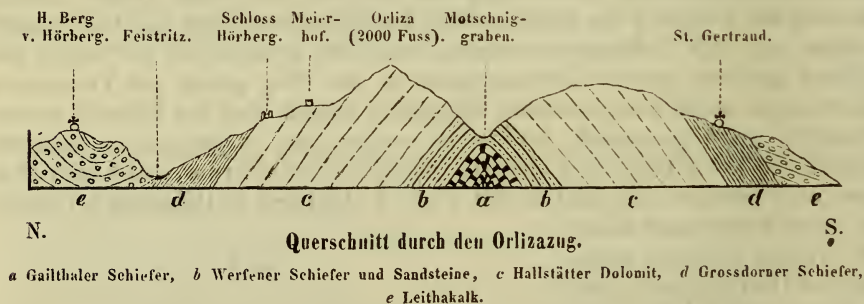 H. Berg Schloss Meier- Orliza Motschnig-
v. Hörberg. Feistritz. Hörberg. hof. (2000 Fuss). graben. St. Gertraud.
e d c b a b c d e
N. S.
Querschnitt durch den Orlizazug.
a Gailthaler Schiefer, b Werfener Schiefer und Sandsteine, c Hallstätter Dolomit, d Grossdorner Schiefer,
e Leithakalk.